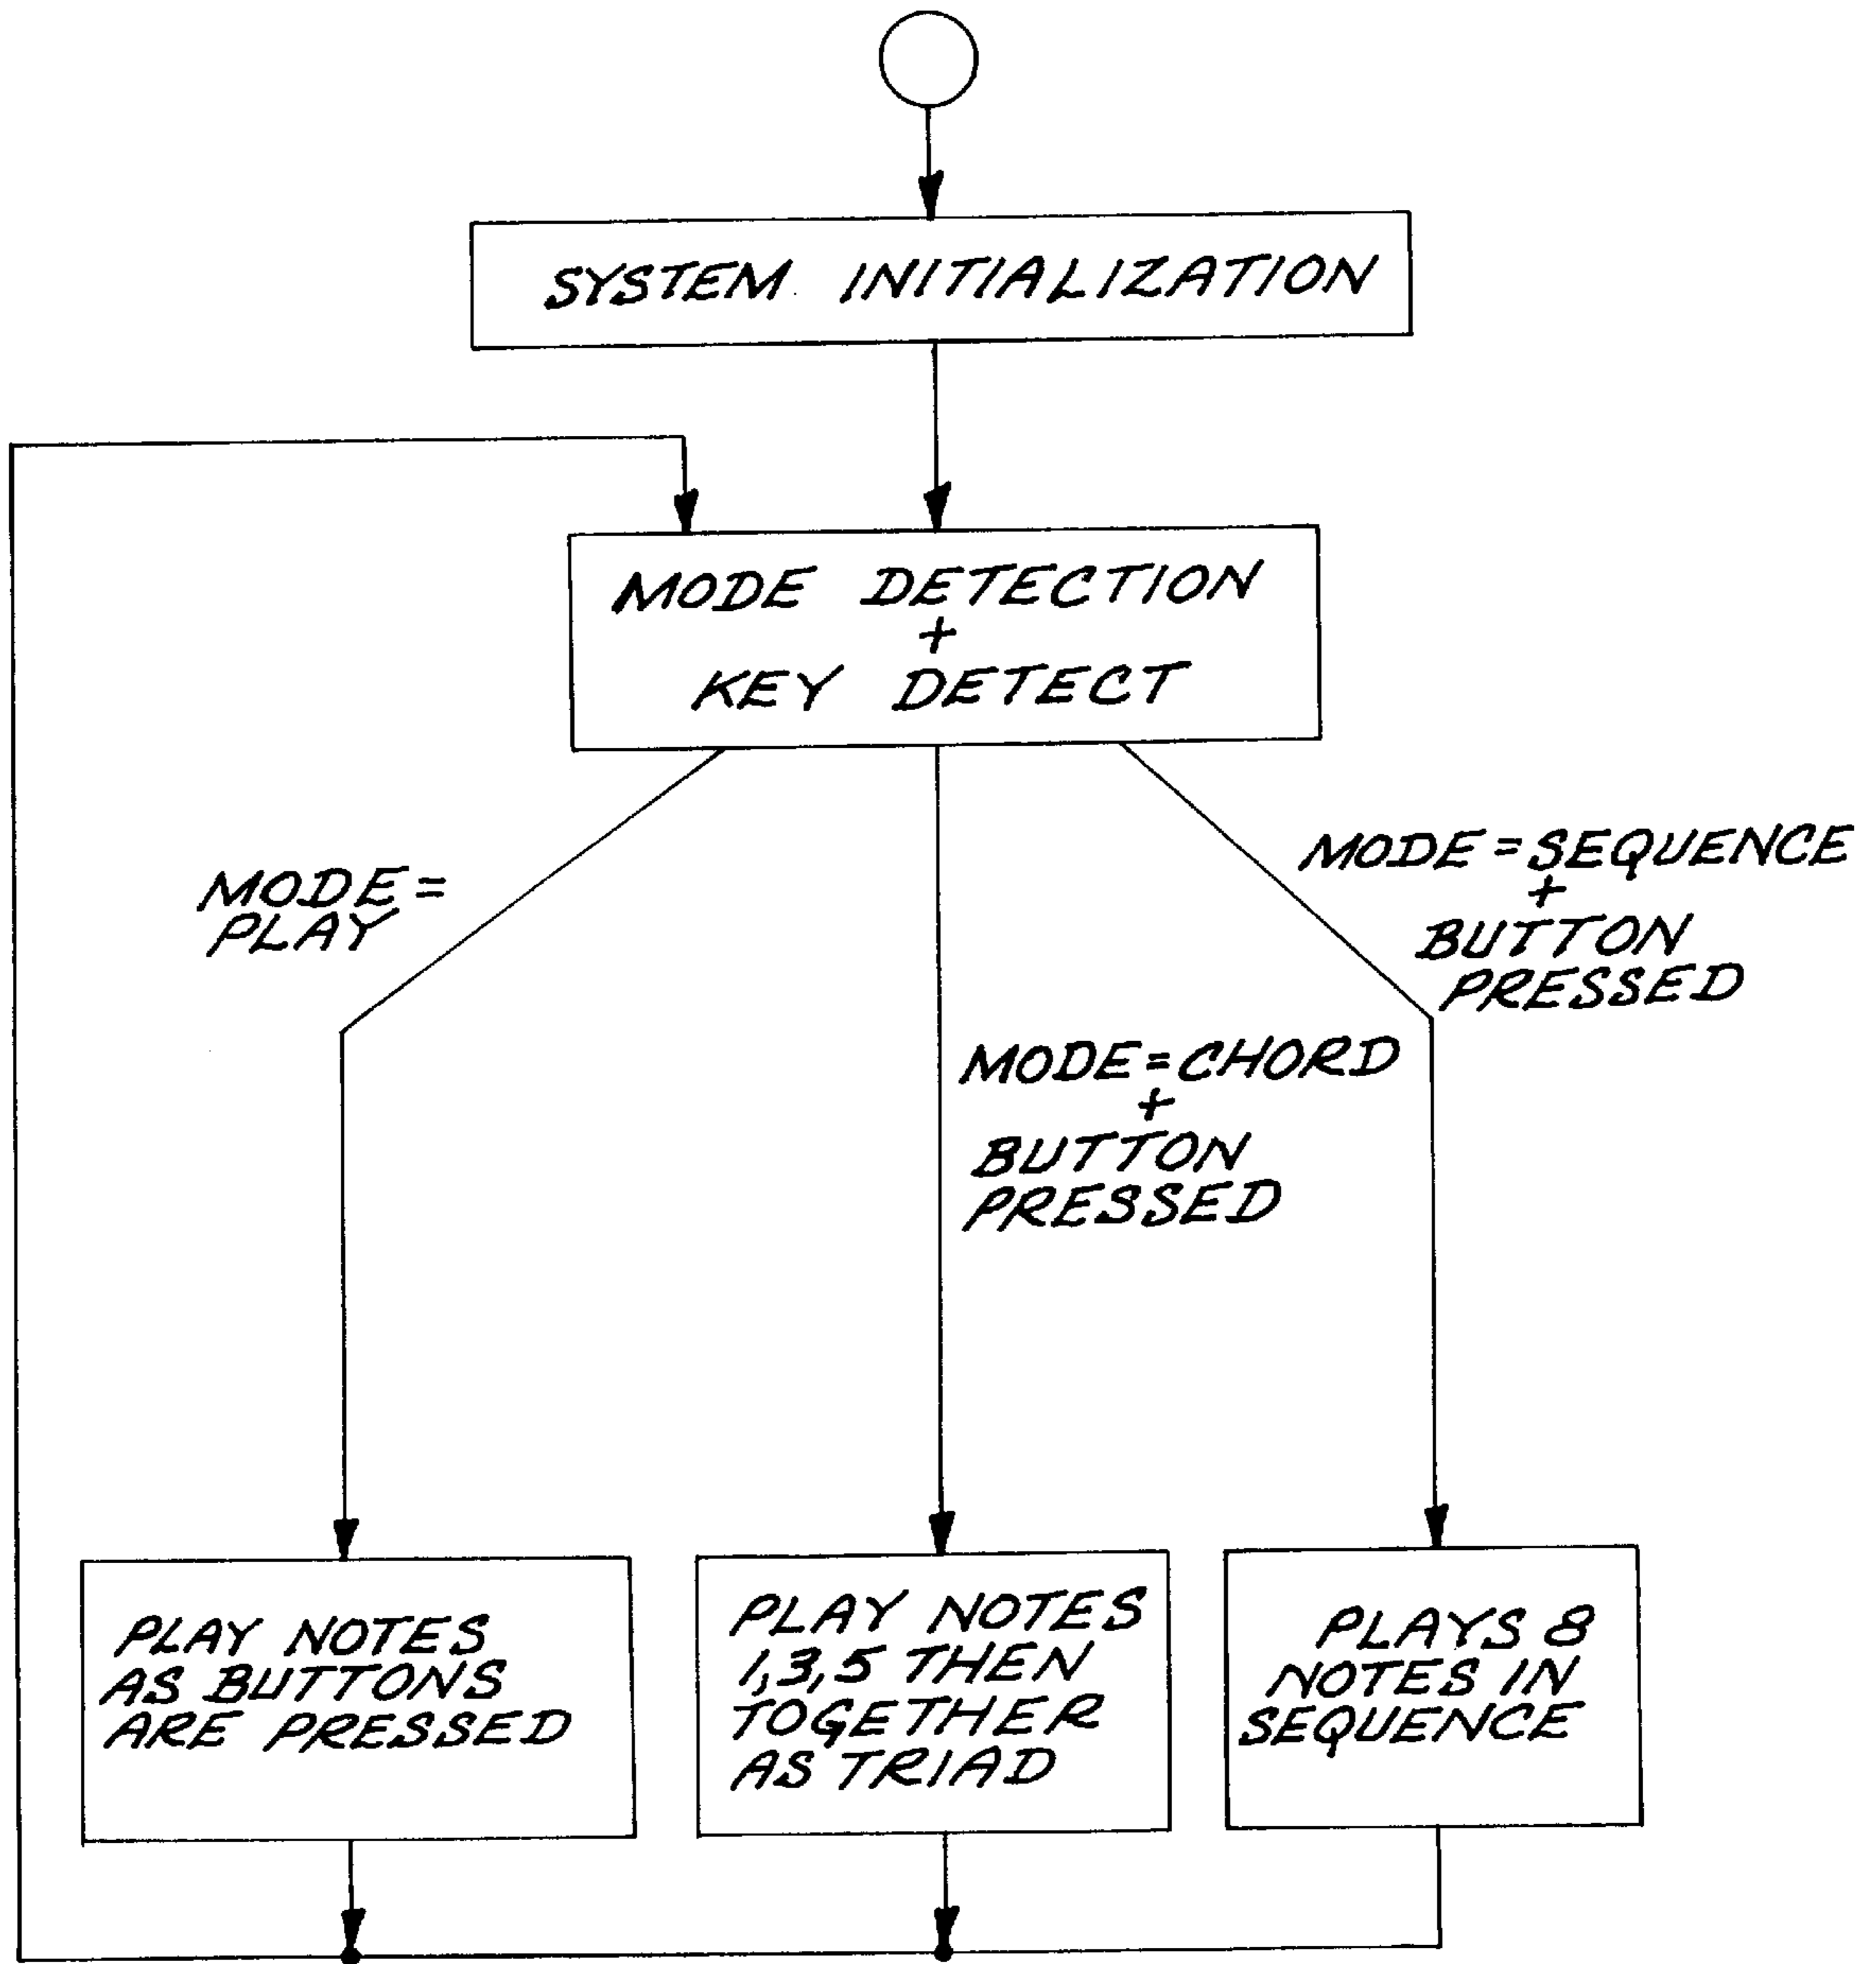 SYSTEM INITIALIZATION
MODE DETECTION
+
KEY DETECT
MODE =
PLAY
MODE = CHORD
+
BUTTON
PRESSED
MODE = SEQUENCE
+
BUTTON
PRESSED
PLAY NOTES
AS BUTTONS
ARE PRESSED
PLAY NOTES
1,3,5 THEN
TOGETHER
AS TRIAD
PLAYS 8
NOTES IN
SEQUENCE